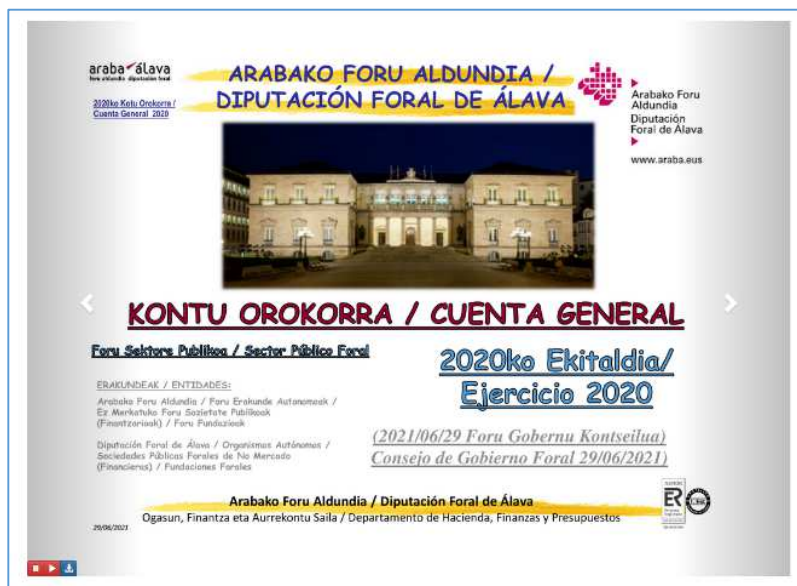 araba álava
foru aldundia diputación foral
2020ko Kotu Orokorra /
Cuenta General 2020
ARABAKO FORU ALDUNDIA /
DIPUTACIÓN FORAL DE ÁLAVA
Arabako Foru
Aldundia
Diputación
Foral de Álava
www.araba.eus
KONTU OROKORRA / CUENTA GENERAL
Foru Sektore Publikoa / Sector Público Foral
2020ko Ekitaldia/
Ejercicio 2020
ERAKUNDEAK / ENTIDADES:
Arabako Foru Aldundia / Foru Erakunde Autonomoak /
Ez Merkatuko Foru Sozietate Publikoak
(Finantzarioak) / Foru Fundazioak
Diputación Foral de Álava / Organismos Autónomos /
Sociedades Públicas Forales de No Mercado
(Financieras) / Fundaciones Forales
(2021/06/29 Foru Gobernu Kontseilua)
Consejo de Gobierno Foral 29/06/2021)
Arabako Foru Aldundia / Diputación Foral de Álava
Ogasun, Finantza eta Aurrekontu Saila / Departamento de Hacienda, Finanzas y Presupuestos
29/06/2021
ER